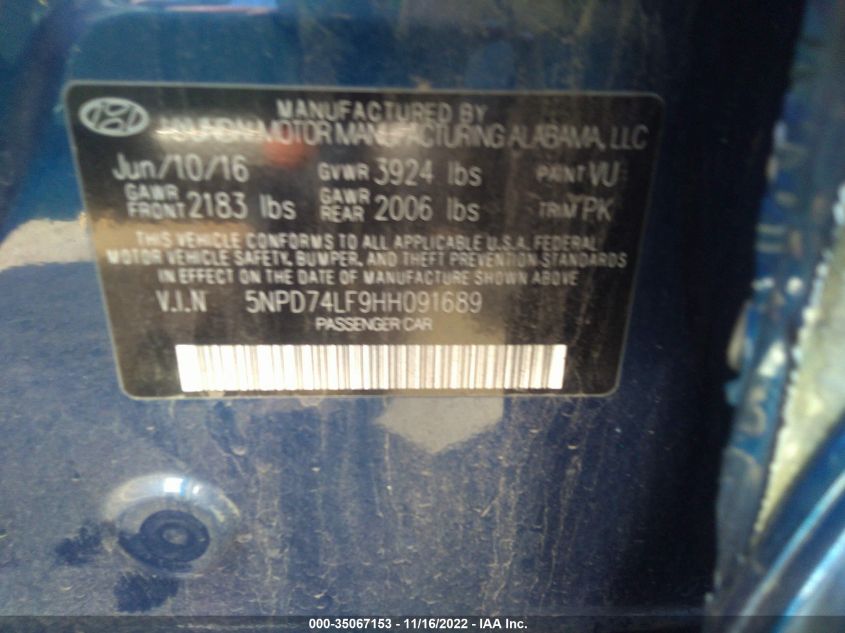 MANUFACTURED BY
HYUNDAI MOTOR MANUFACTURING ALABAMA, LLC
Jun/10/16 GVWR 3924 lbs PAINT VU
GAWR FRONT 2183 lbs GAWR REAR 2006 lbs TRIM YPK
THIS VEHICLE CONFORMS TO ALL APPLICABLE U.S.A. FEDERAL
MOTOR VEHICLE SAFETY, BUMPER, AND THEFT PREVENTION STANDARDS
IN EFFECT ON THE DATE OF MANUFACTURE SHOWN ABOVE
V.I.N 5NPD74LF9HH091689
PASSENGER CAR
000-35067153 - 11/16/2022 - IAA Inc.